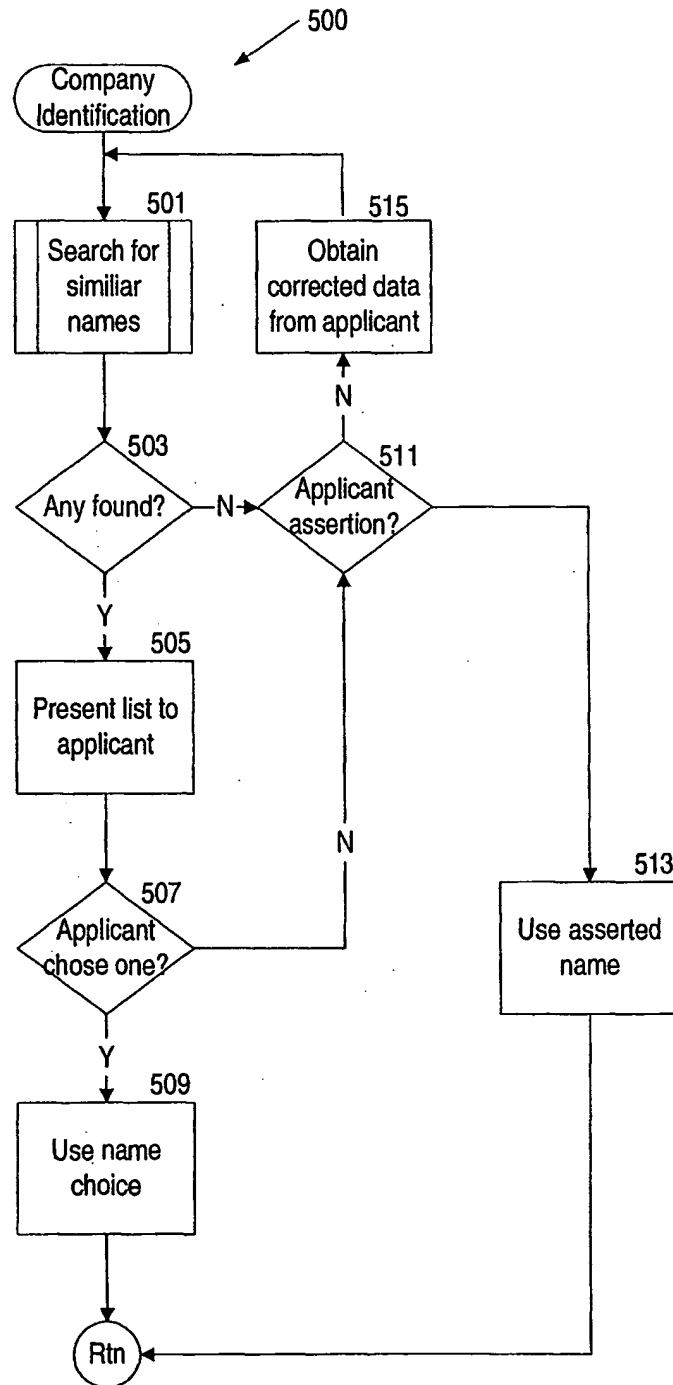 500
Company
Identification
501
Search for
similiar
names
515
Obtain
corrected data
from applicant
N
503
Any found?
N
511
Applicant
assertion?
Y
505
Present list to
applicant
N
507
Applicant
chose one?
513
Use asserted
name
Y
509
Use name
choice
Rtn